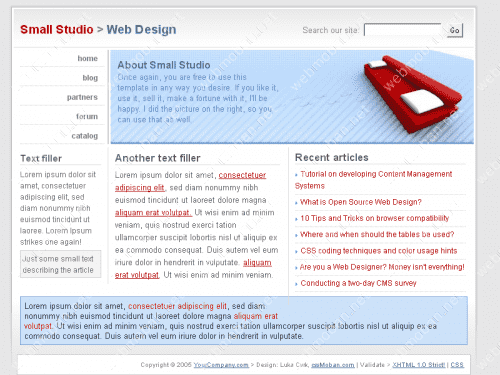 Small Studio > Web Design
Search our site: Go
home
blog
partners
forum
catalog
About Small Studio
Once again, you are free to use this
template in any way you desire. If you like it,
use it, sell it, make a fortune with it, I'll be
happy. I did the picture on the right, so you
can use that as well.
Text filler
Lorem ipsum dolor sit
amet, consectetuer
adipiscing elit, sed diam
nonummy nibh
euismod tincidunt ut
laoree. Lorem ipsum
strikes one again!
Just some small text
describing the article
Another text filler
Lorem ipsum dolor sit amet, consectetuer
adipiscing elit, sed diam nonummy nibh
euismod tincidunt ut laoreet dolore magna
aliquam erat volutpat. Ut wisi enim ad minim
veniam, quis nostrud exerci tation
ullamcorper suscipit lobortis nisl ut aliquip ex
ea commodo consequat. Duis autem vel eum
iriure dolor in hendrerit in vulputate. aliquam
erat volutpat. Ut wisi enim ad minim veniam.
Recent articles
Tutorial on developing Content Management
Systems
What is Open Source Web Design?
10 Tips and Tricks on browser compatibility
Where and when should the tables be used?
CSS coding techniques and color usage hints
Are you a Web Designer? Money isn't everything!
Conducting a two-day CMS survey
Lorem ipsum dolor sit amet, consectetuer adipiscing elit, sed diam
nonummy nibh euismod tincidunt ut laoreet dolore magna aliquam erat
volutpat. Ut wisi enim ad minim veniam, quis nostrud exerci tation ullamcorper suscipit lobortis nisl ut aliquip ex ea
commodo consequat. Duis autem vel eum iriure dolor in hendrerit in vulputate.
Copyright © 2006 YourCompany.com > Design: Luka Cvrk, cssMoban.com | Validate > XHTML 1.0 Strict! | CSS